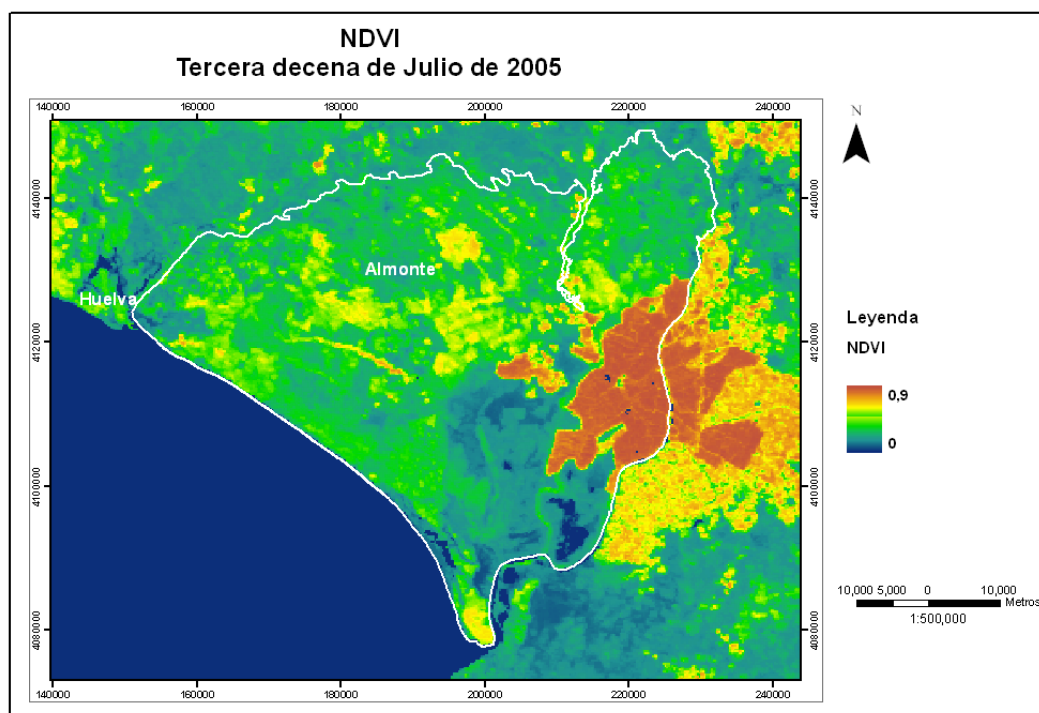 NDVI
Tercera decena de Julio de 2005
140000 160000 180000 200000 220000 240000
N
4140000 4140000
Almonte
Huelva
4120000 4120000
Leyenda
NDVI
0,9
0
4100000 4100000
10,000 5,000 0 10,000
Metros
1:500,000
4080000 4080000
140000 160000 180000 200000 220000 240000